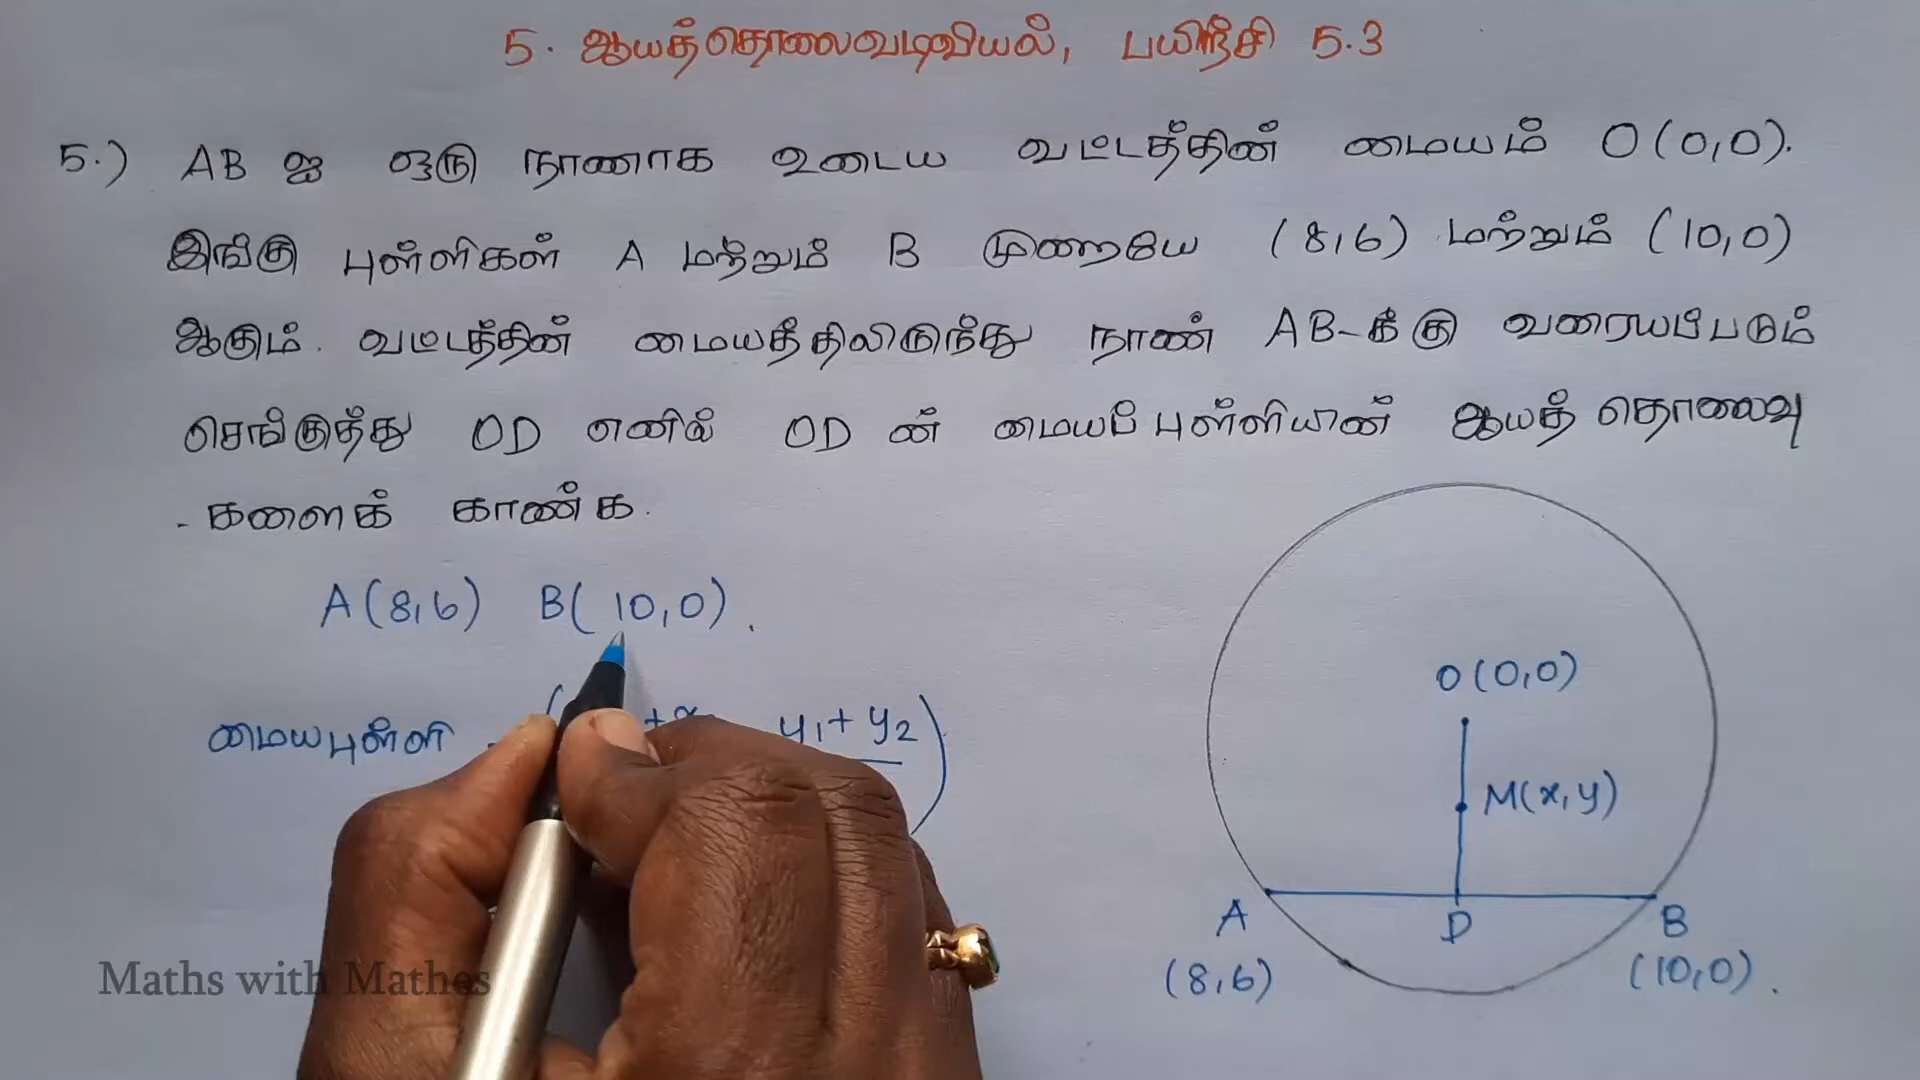 5. ஆயத்தொலைவடிவியல், பயிற்சி 5.3
5.) AB ஐ ஒரு நாணாக உடைய வட்டத்தின் மையம் O(0,0).
இங்கு புள்ளிகள் A மற்றும் B முறையே (8,6) மற்றும் (10,0)
ஆகும். வட்டத்தின் மையத்திலிருந்து நாண் AB-க்கு வரையப்படும்
செங்குத்து OD எனில் OD ன் மையப்புள்ளியின் ஆயத் தொலைவு
- களைக் காண்க.
A(8,6) B(10,0).
மையபுள்ளி y₁+y₂
O(0,0)
M(x,y)
A D B
(8,6) (10,0).
Maths with Mathes